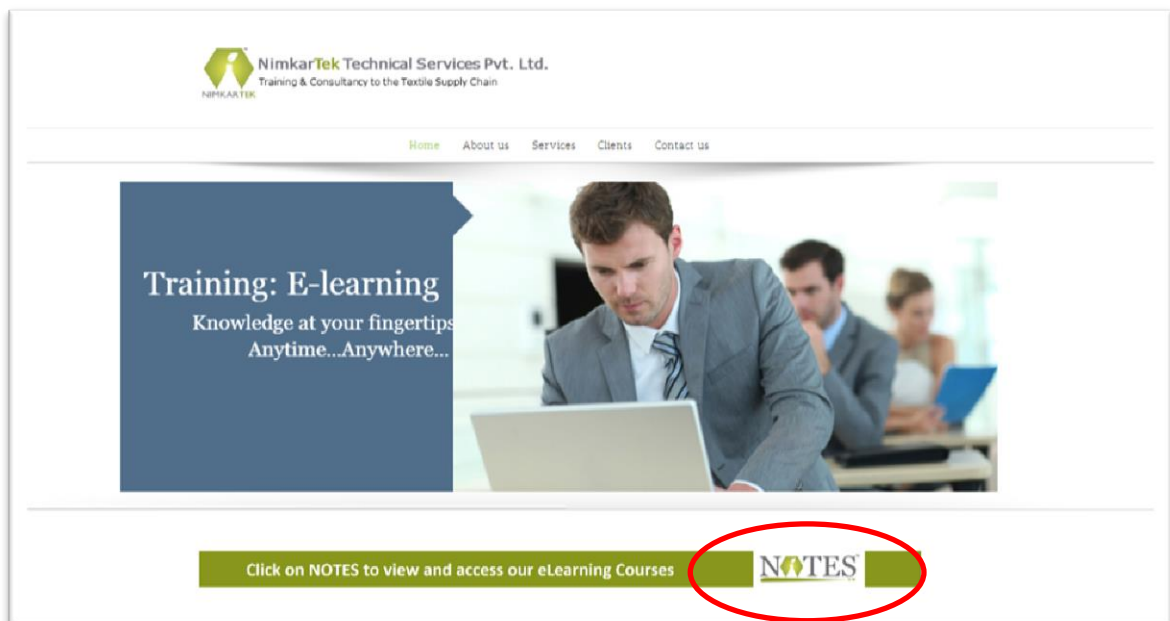 NimkarTek Technical Services Pvt. Ltd.
Training & Consultancy to the Textile Supply Chain
NIMKARTEK
Home About us Services Clients Contact us
Training: E-learning
Knowledge at your fingertips
Anytime...Anywhere...
Click on NOTES to view and access our eLearning Courses
NOTES